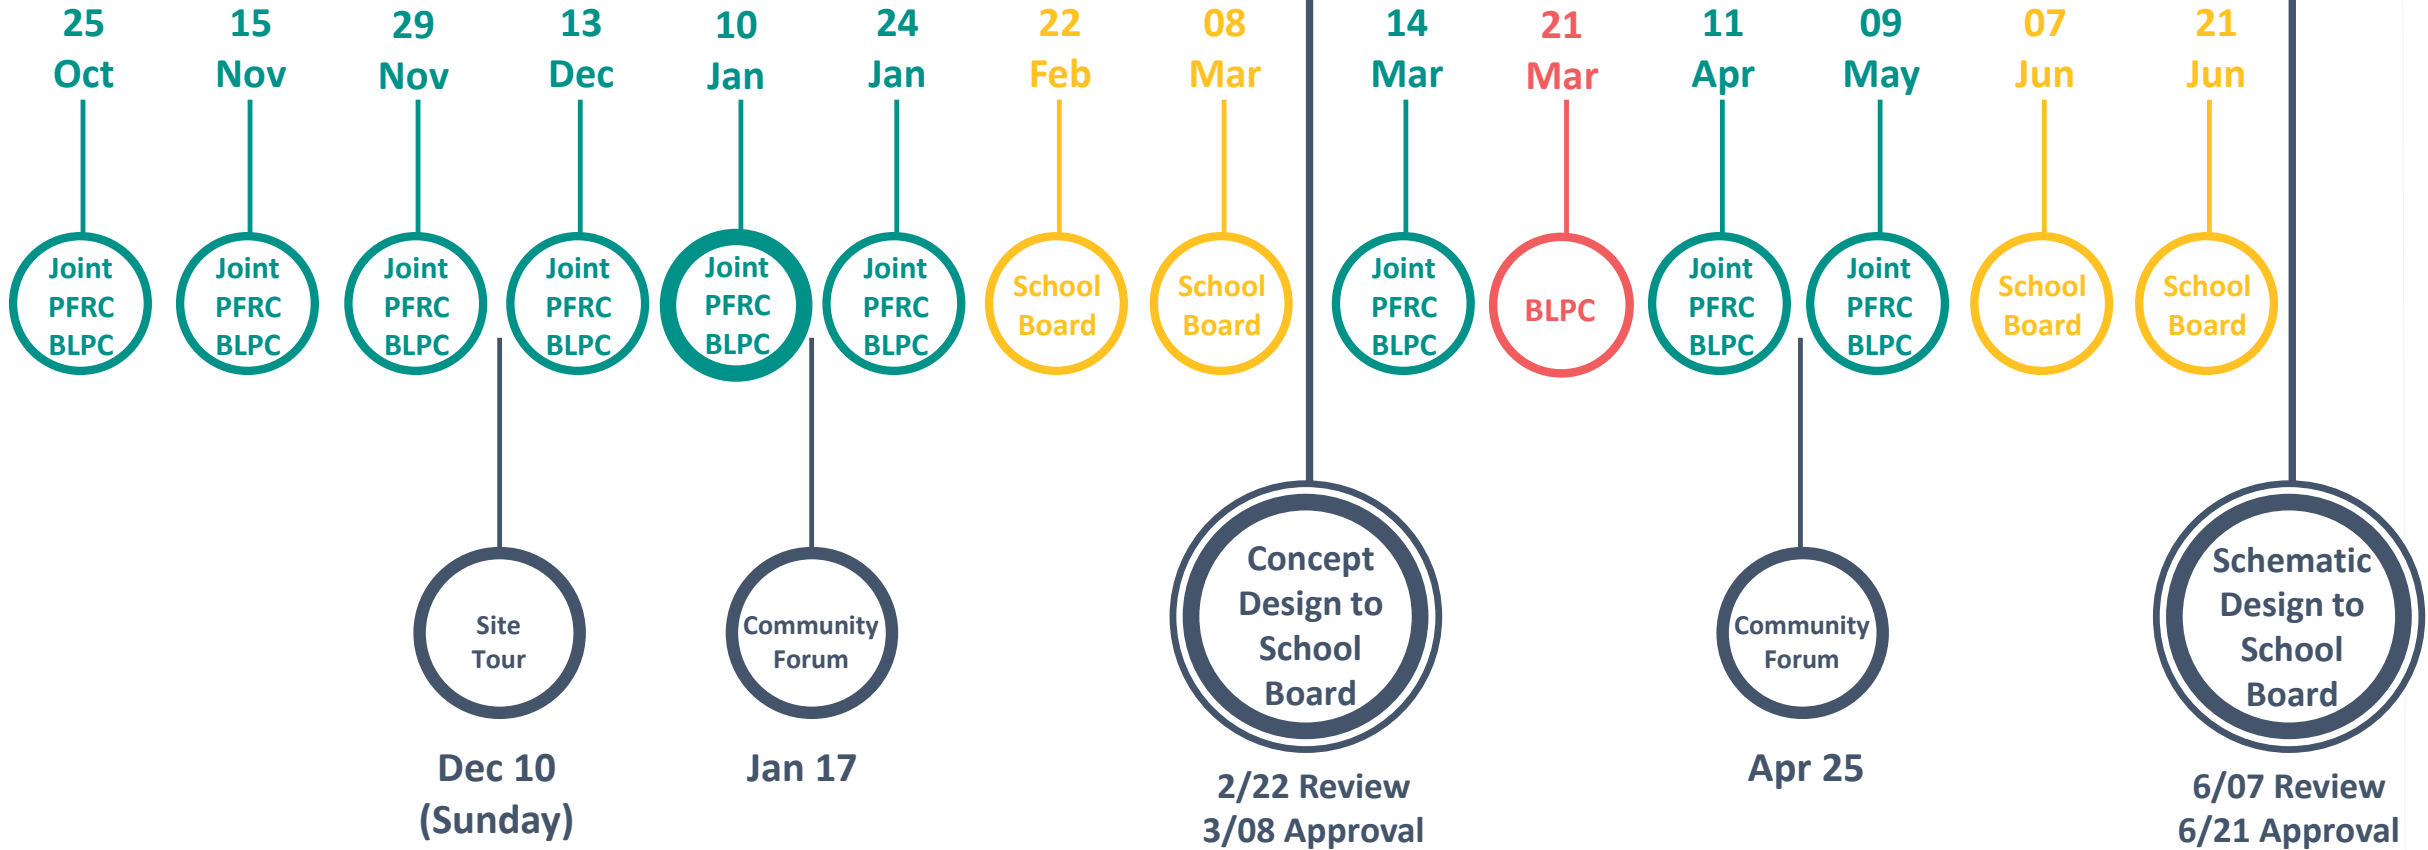 25
Oct
15
Nov
29
Nov
13
Dec
10
Jan
24
Jan
22
Feb
08
Mar
14
Mar
21
Mar
11
Apr
09
May
07
Jun
21
Jun
Joint
PFRC
BLPC
Joint
PFRC
BLPC
Joint
PFRC
BLPC
Joint
PFRC
BLPC
Joint
PFRC
BLPC
Joint
PFRC
BLPC
School
Board
School
Board
Joint
PFRC
BLPC
BLPC
Joint
PFRC
BLPC
Joint
PFRC
BLPC
School
Board
School
Board
Site
Tour
Dec 10
(Sunday)
Community
Forum
Jan 17
Concept
Design to
School
Board
2/22 Review
3/08 Approval
Community
Forum
Apr 25
Schematic
Design to
School
Board
6/07 Review
6/21 Approval